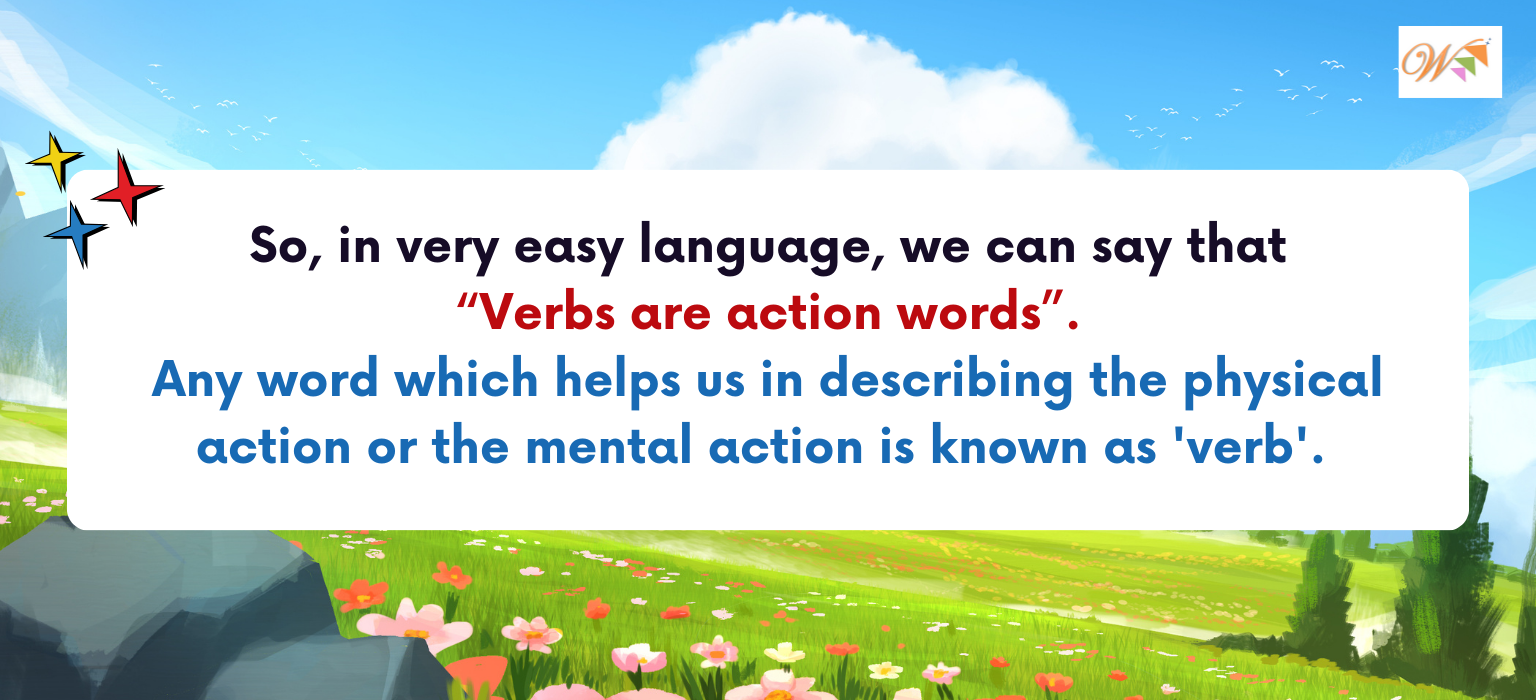 W
So, in very easy language, we can say that
“Verbs are action words”.
Any word which helps us in describing the physical
action or the mental action is known as 'verb'.